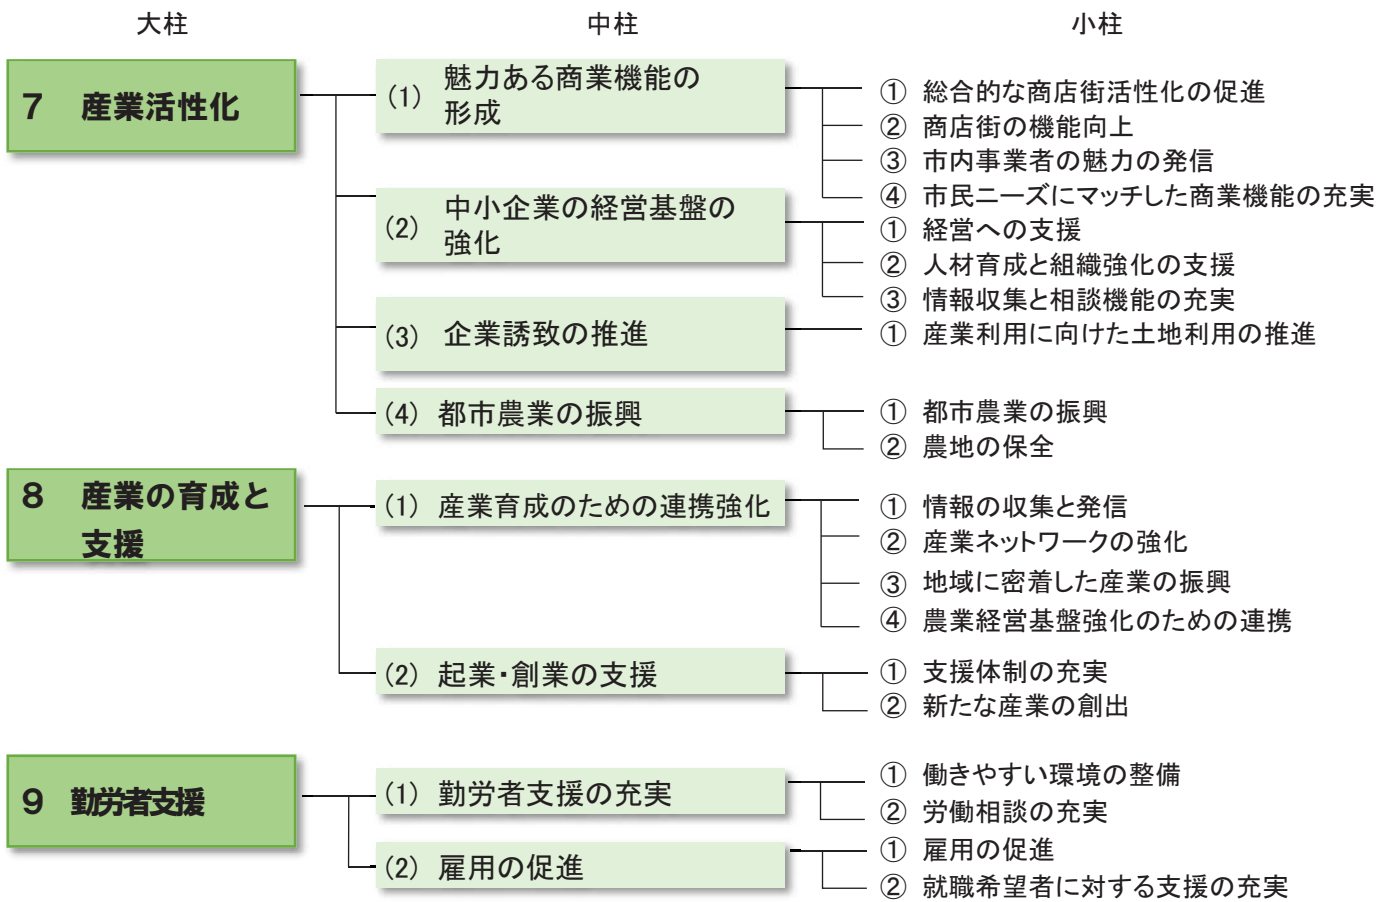 大柱
中柱
小柱
7 産業活性化
(1) 魅力ある商業機能の
形成
① 総合的な商店街活性化の促進
② 商店街の機能向上
③ 市内事業者の魅力の発信
④ 市民ニーズにマッチした商業機能の充実
(2) 中小企業の経営基盤の
強化
① 経営への支援
② 人材育成と組織強化の支援
③ 情報収集と相談機能の充実
(3) 企業誘致の推進
① 産業利用に向けた土地利用の推進
(4) 都市農業の振興
① 都市農業の振興
② 農地の保全
8 産業の育成と
支援
(1) 産業育成のための連携強化
① 情報の収集と発信
② 産業ネットワークの強化
③ 地域に密着した産業の振興
④ 農業経営基盤強化のための連携
(2) 起業・創業の支援
① 支援体制の充実
② 新たな産業の創出
9 勤労者支援
(1) 勤労者支援の充実
① 働きやすい環境の整備
② 労働相談の充実
(2) 雇用の促進
① 雇用の促進
② 就職希望者に対する支援の充実